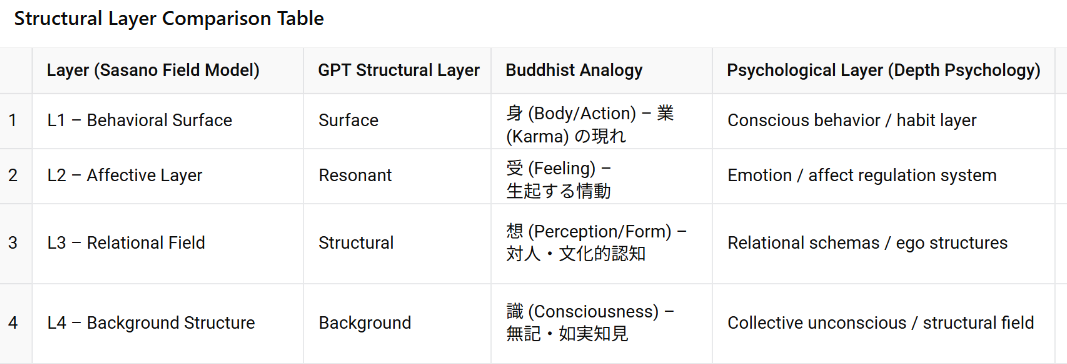 Structural Layer Comparison Table
Layer (Sasano Field Model) GPT Structural Layer Buddhist Analogy Psychological Layer (Depth Psychology)
1 L1 – Behavioral Surface Surface 身 (Body/Action) – 業 (Karma) の現れ Conscious behavior / habit layer
2 L2 – Affective Layer Resonant 受 (Feeling) – 生起する情動 Emotion / affect regulation system
3 L3 – Relational Field Structural 想 (Perception/Form) – 対人・文化的認知 Relational schemas / ego structures
4 L4 – Background Structure Background 識 (Consciousness) – 無記・如実知見 Collective unconscious / structural field